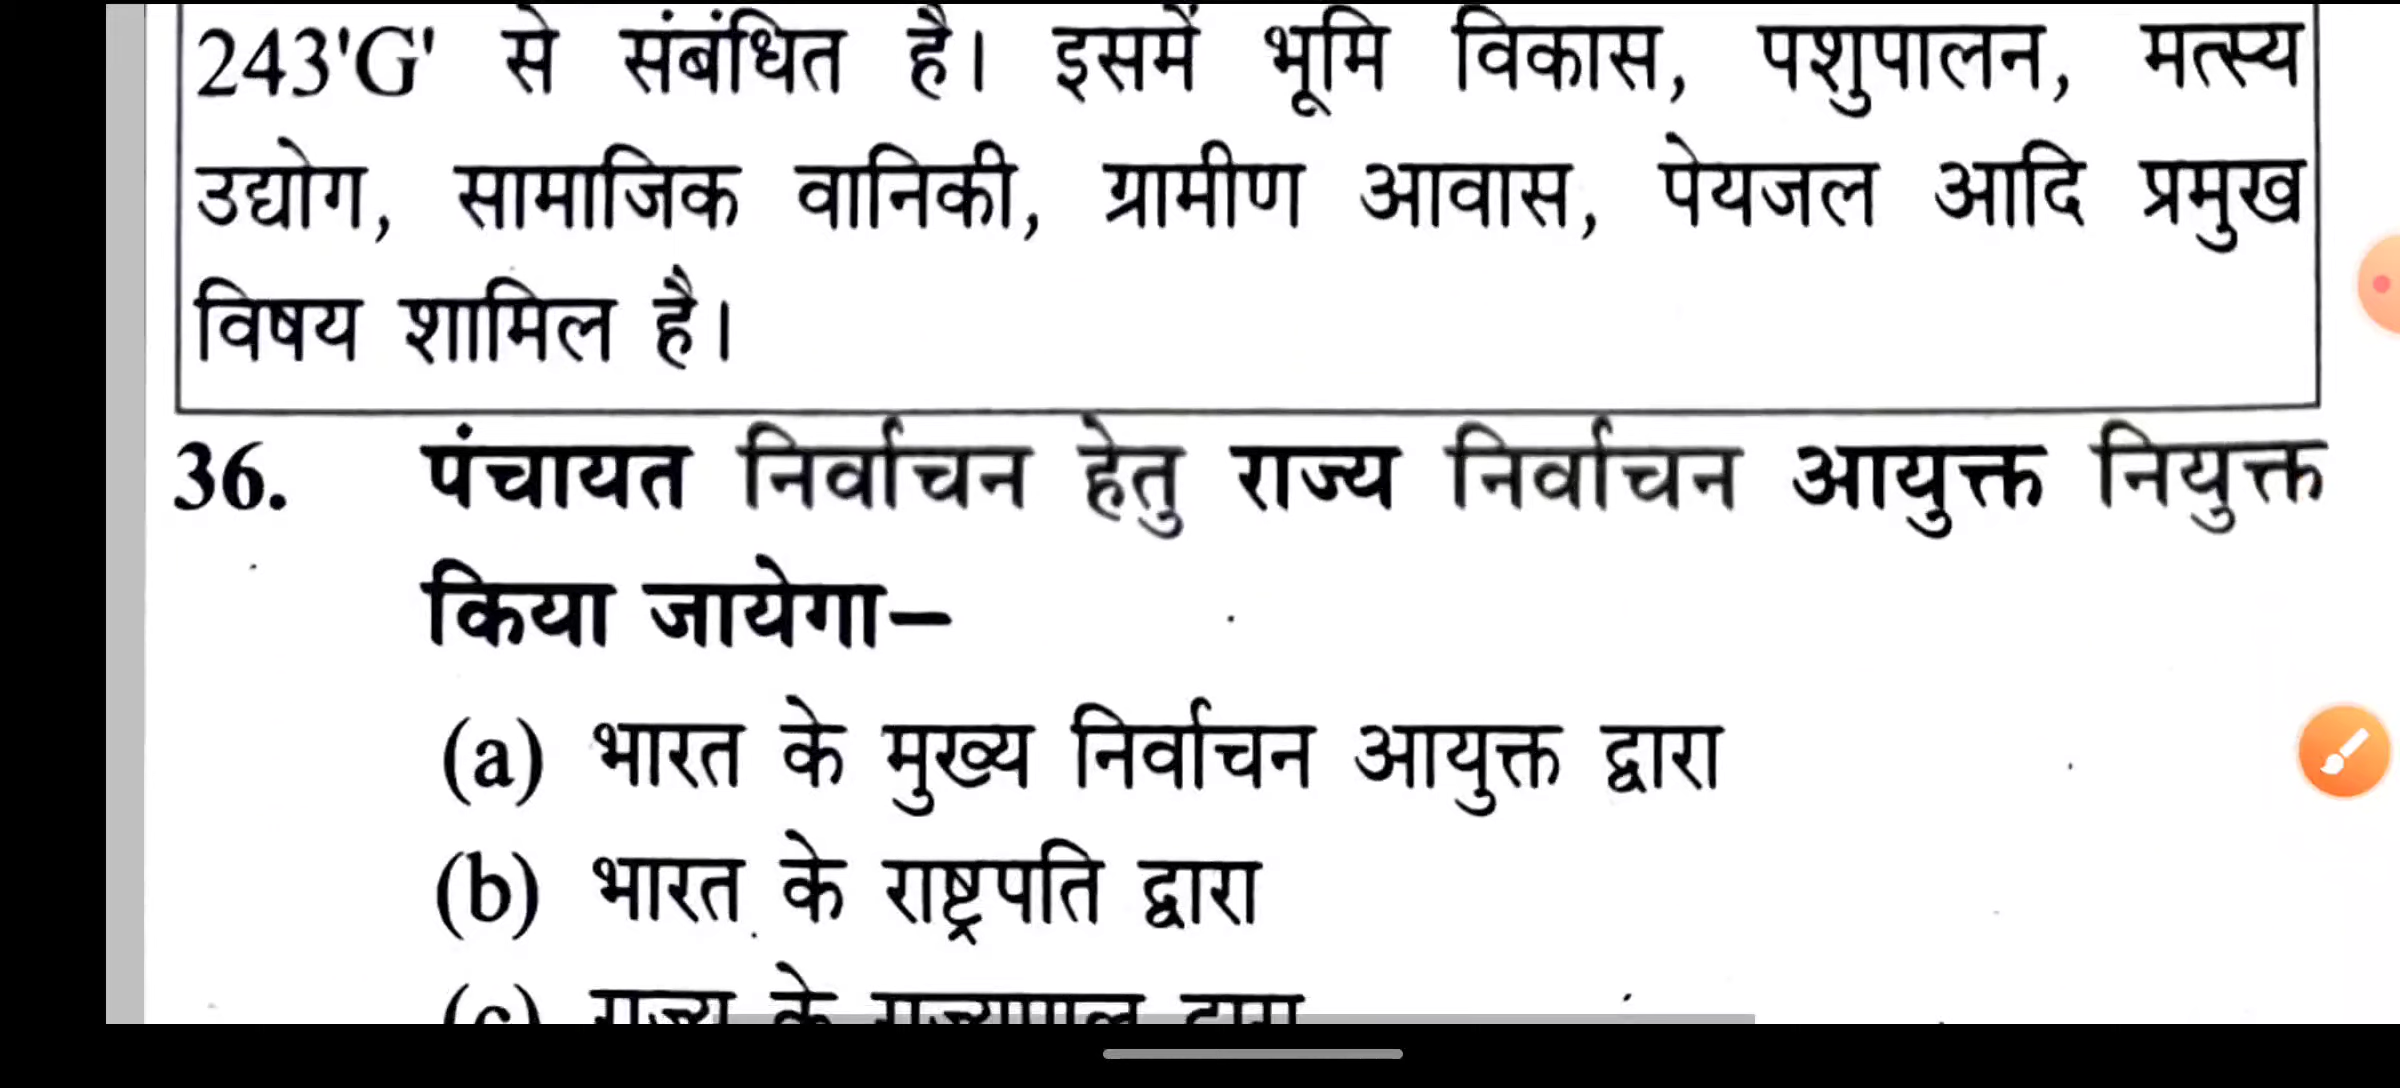 243'G' से संबंधित है। इसमें भूमि विकास, पशुपालन, मत्स्य
उद्योग, सामाजिक वानिकी, ग्रामीण आवास, पेयजल आदि प्रमुख
विषय शामिल है।
36. पंचायत निर्वाचन हेतु राज्य निर्वाचन आयुक्त नियुक्त
किया जायेगा–
(a) भारत के मुख्य निर्वाचन आयुक्त द्वारा
(b) भारत के राष्ट्रपति द्वारा
(c) राज्य के राज्यपाल द्वारा